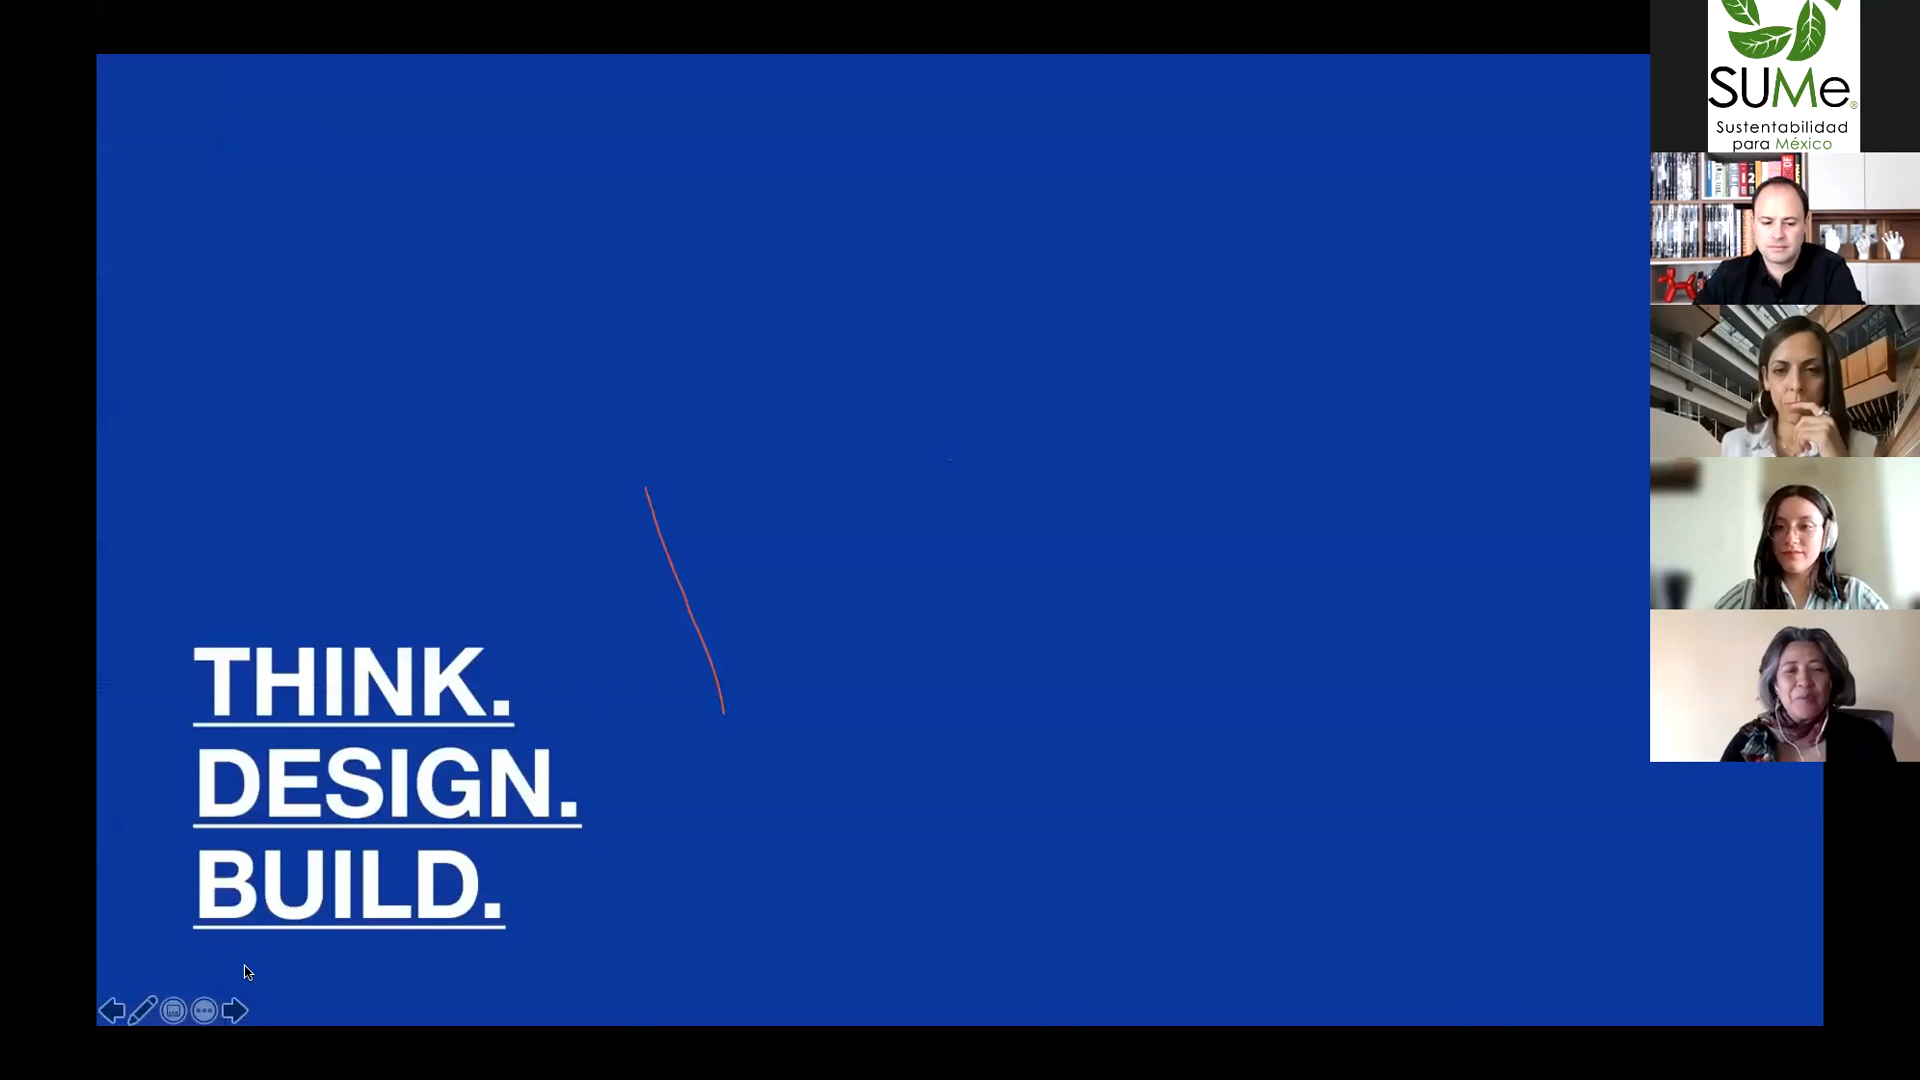 THINK.
DESIGN.
BUILD.
SUMe®
Sustentabilidad
para México